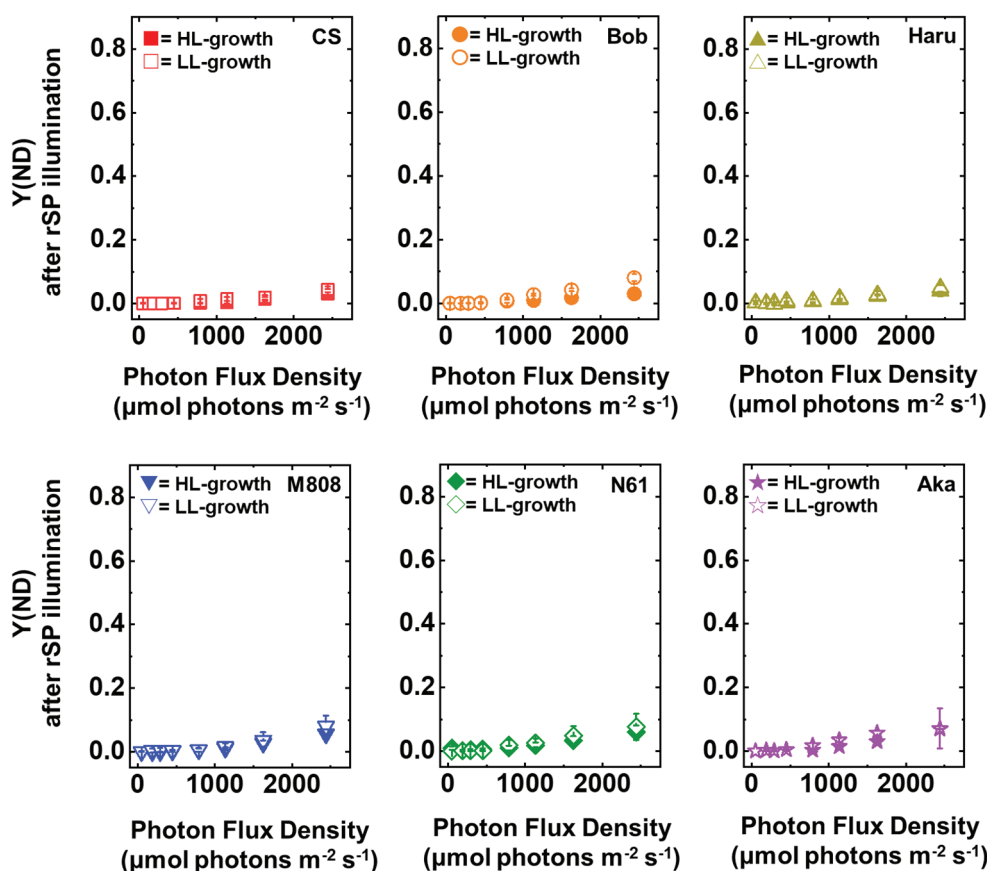 Y(ND)
after rSP illumination
0.8
0.6
0.4
0.2
0.0
CS
= HL-growth
= LL-growth
0 1000 2000
Photon Flux Density
(µmol photons m-2 s-1)
Bob
= HL-growth
= LL-growth
0 1000 2000
Photon Flux Density
(µmol photons m-2 s-1)
0.8
0.6
0.4
0.2
0.0
Haru
= HL-growth
= LL-growth
0 1000 2000
Photon Flux Density
(µmol photons m-2 s-1)
0.8
0.6
0.4
0.2
0.0
Y(ND)
after rSP illumination
0.8
0.6
0.4
0.2
0.0
M808
= HL-growth
= LL-growth
0 1000 2000
Photon Flux Density
(µmol photons m-2 s-1)
0.8
0.6
0.4
0.2
0.0
N61
= HL-growth
= LL-growth
0 1000 2000
Photon Flux Density
(µmol photons m-2 s-1)
0.8
0.6
0.4
0.2
0.0
Aka
= HL-growth
= LL-growth
0 1000 2000
Photon Flux Density
(µmol photons m-2 s-1)